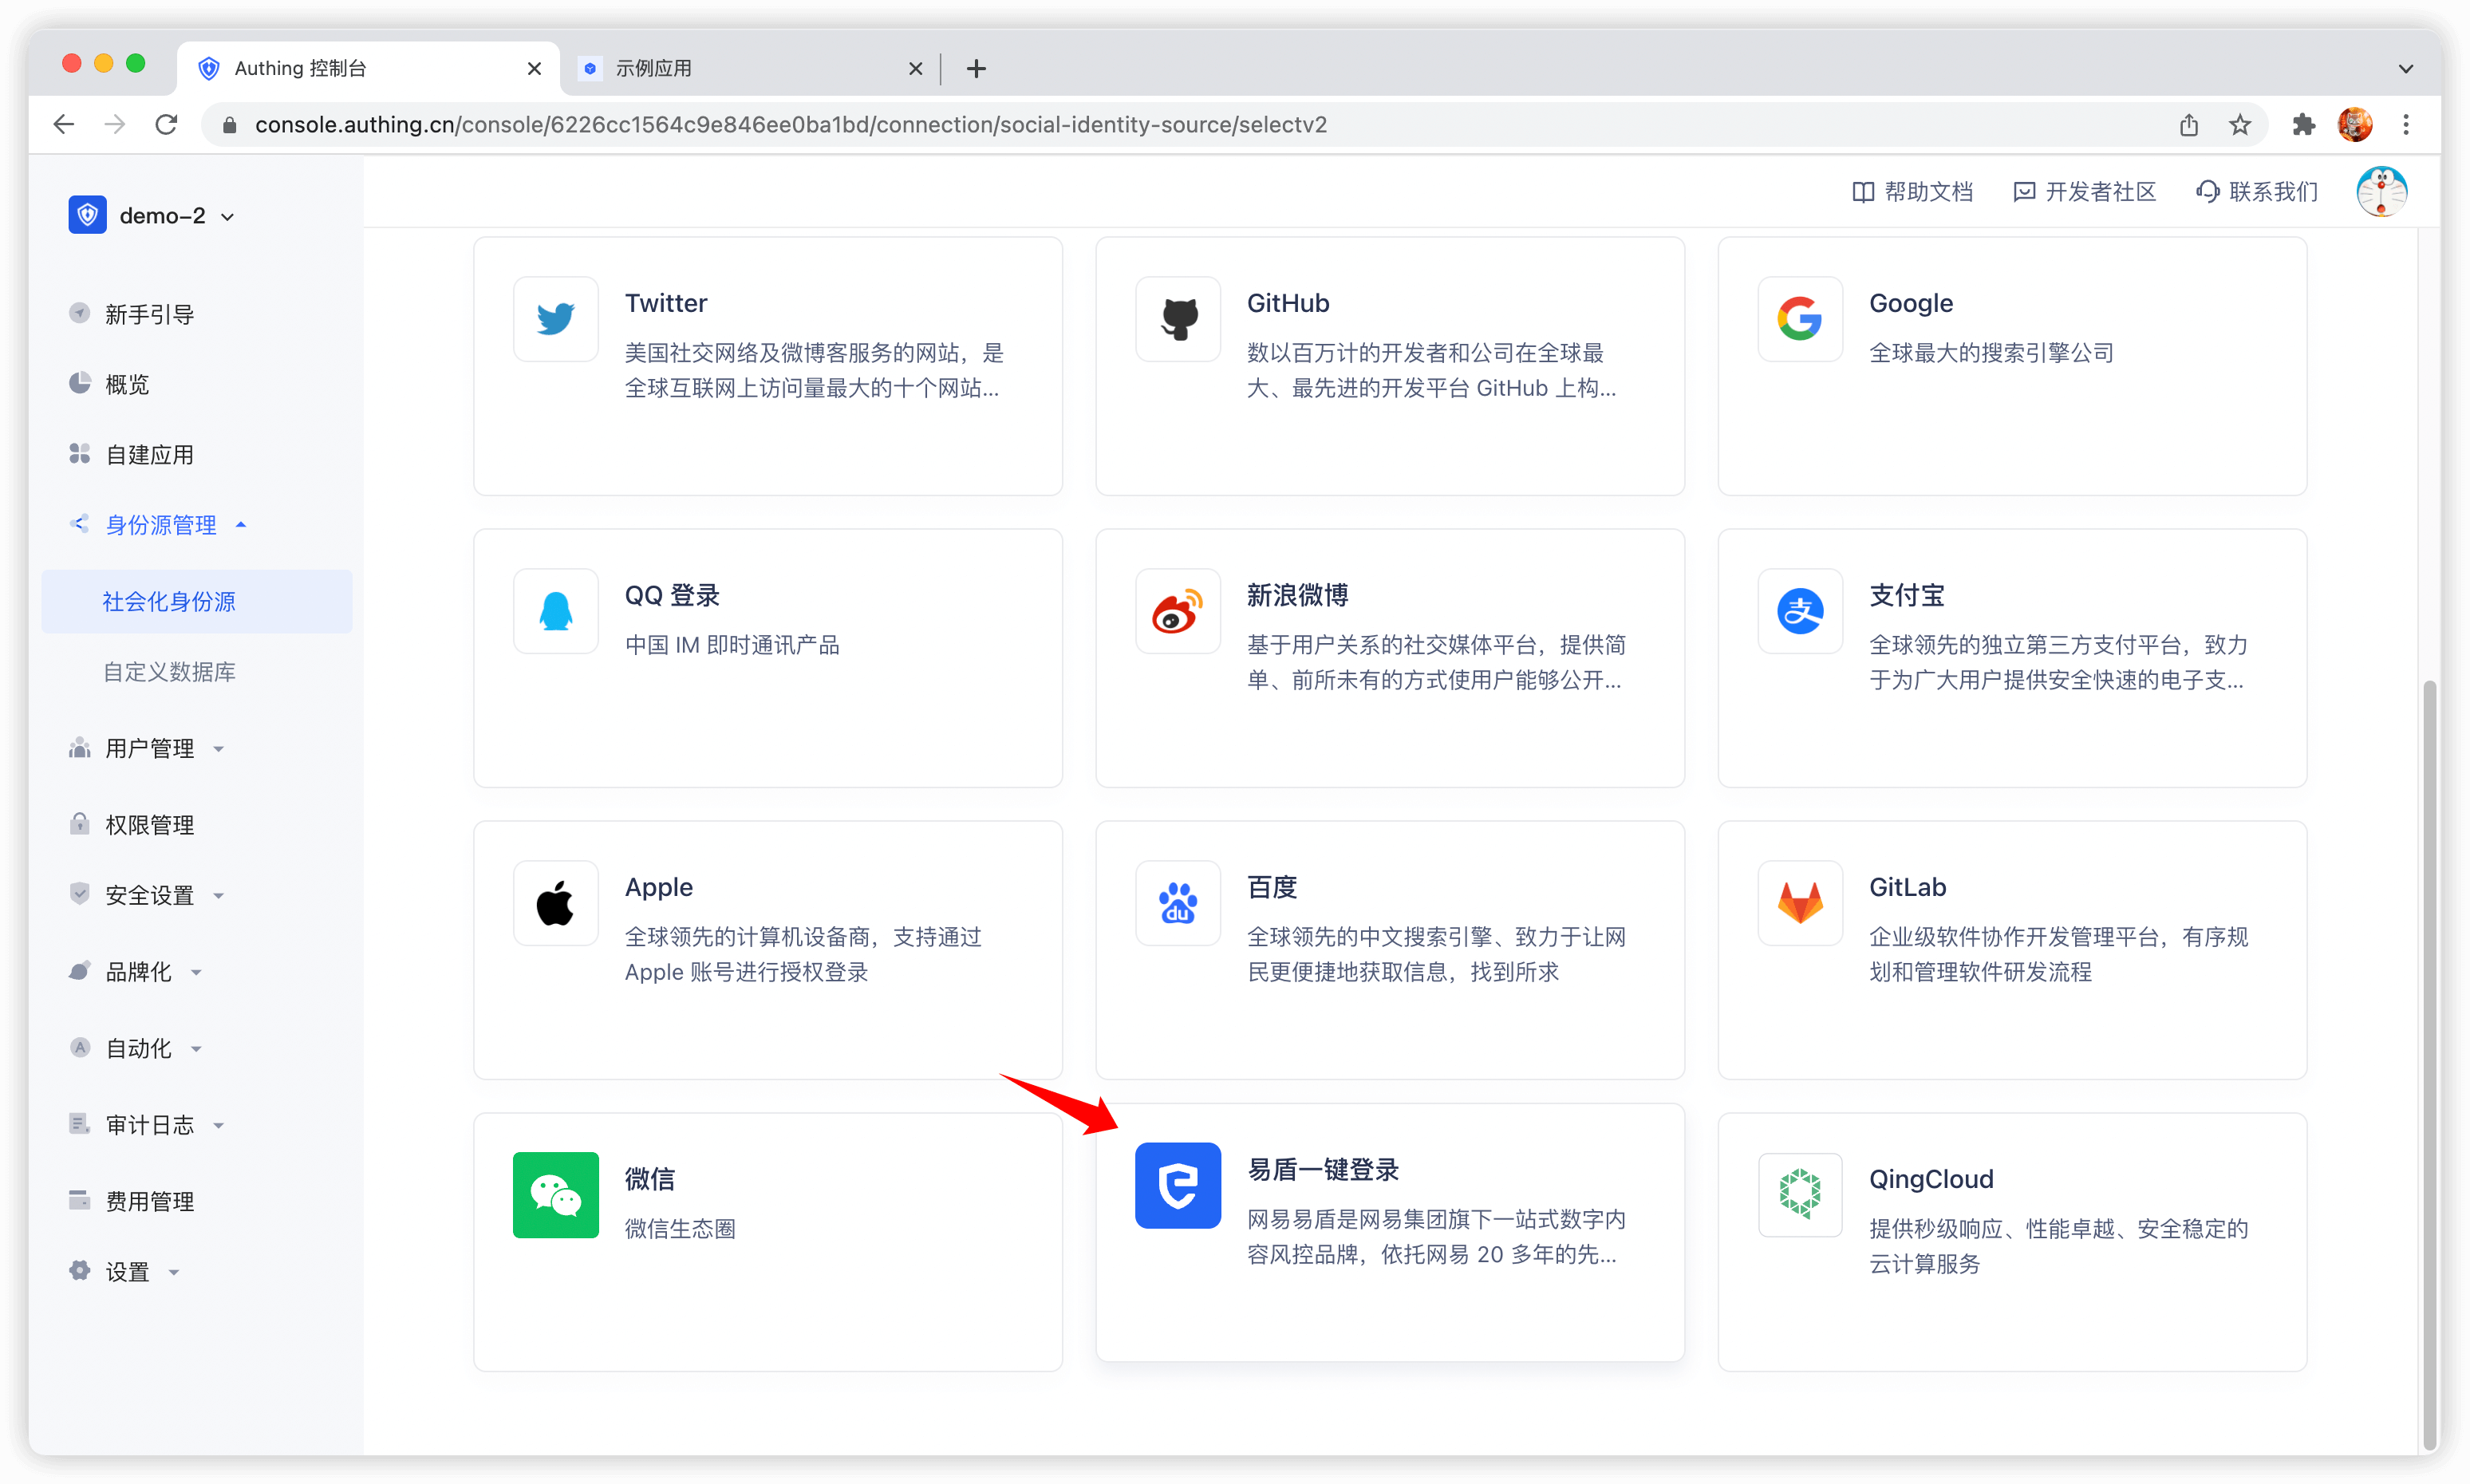 Authing 控制台
示例应用
console.authing.cn/console/6226cc1564c9e846ee0ba1bd/connection/social-identity-source/selectv2
demo-2
帮助文档
开发者社区
联系我们
新手引导
概览
自建应用
身份源管理
社会化身份源
自定义数据库
用户管理
权限管理
安全设置
品牌化
自动化
审计日志
费用管理
设置
Twitter
美国社交网络及微博客服务的网站，是
全球互联网上访问量最大的十个网站...
GitHub
数以百万计的开发者和公司在全球最
大、最先进的开发平台 GitHub 上构...
Google
全球最大的搜索引擎公司
QQ 登录
中国 IM 即时通讯产品
新浪微博
基于用户关系的社交媒体平台，提供简
单、前所未有的方式使用户能够公开...
支付宝
全球领先的独立第三方支付平台，致力
于为广大用户提供安全快速的电子支...
Apple
全球领先的计算机设备商，支持通过
Apple 账号进行授权登录
百度
全球领先的中文搜索引擎、致力于让网
民更便捷地获取信息，找到所求
GitLab
企业级软件协作开发管理平台，有序规
划和管理软件研发流程
微信
微信生态圈
易盾一键登录
网易易盾是网易集团旗下一站式数字内
容风控品牌，依托网易 20 多年的先...
QingCloud
提供秒级响应、性能卓越、安全稳定的
云计算服务